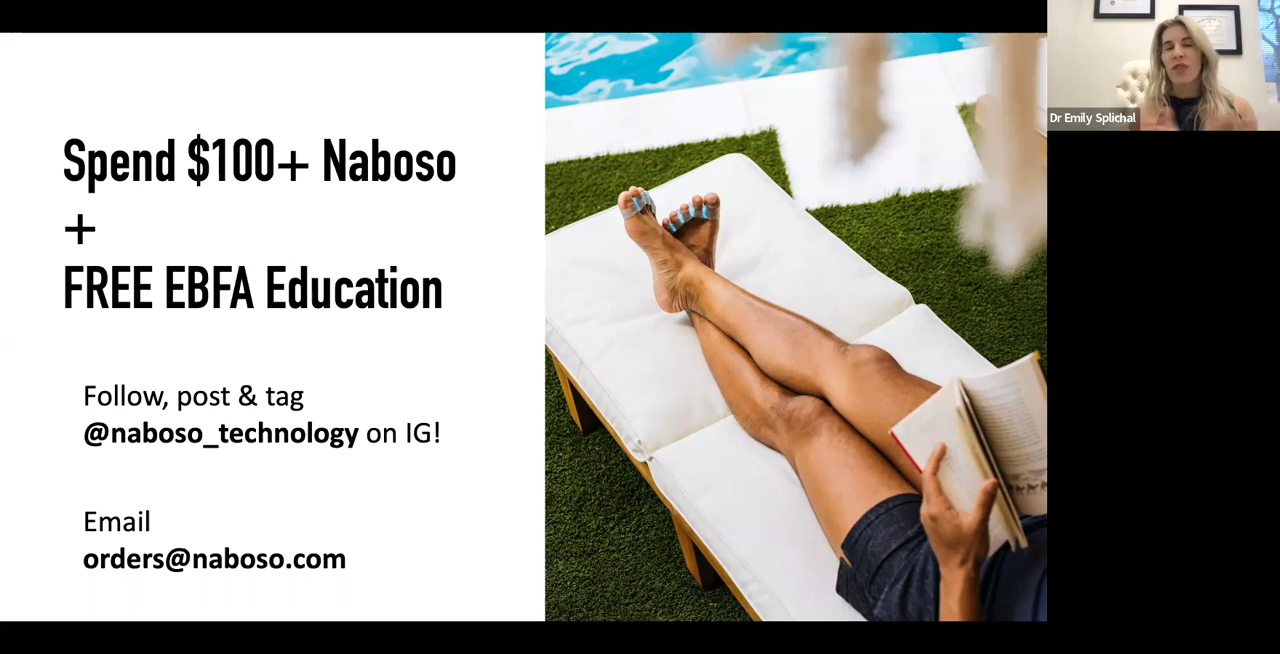 Spend $100+ Naboso
+
FREE EBFA Education
Follow, post & tag
@naboso_technology on IG!
Email
orders@naboso.com
Dr Emily Splichal